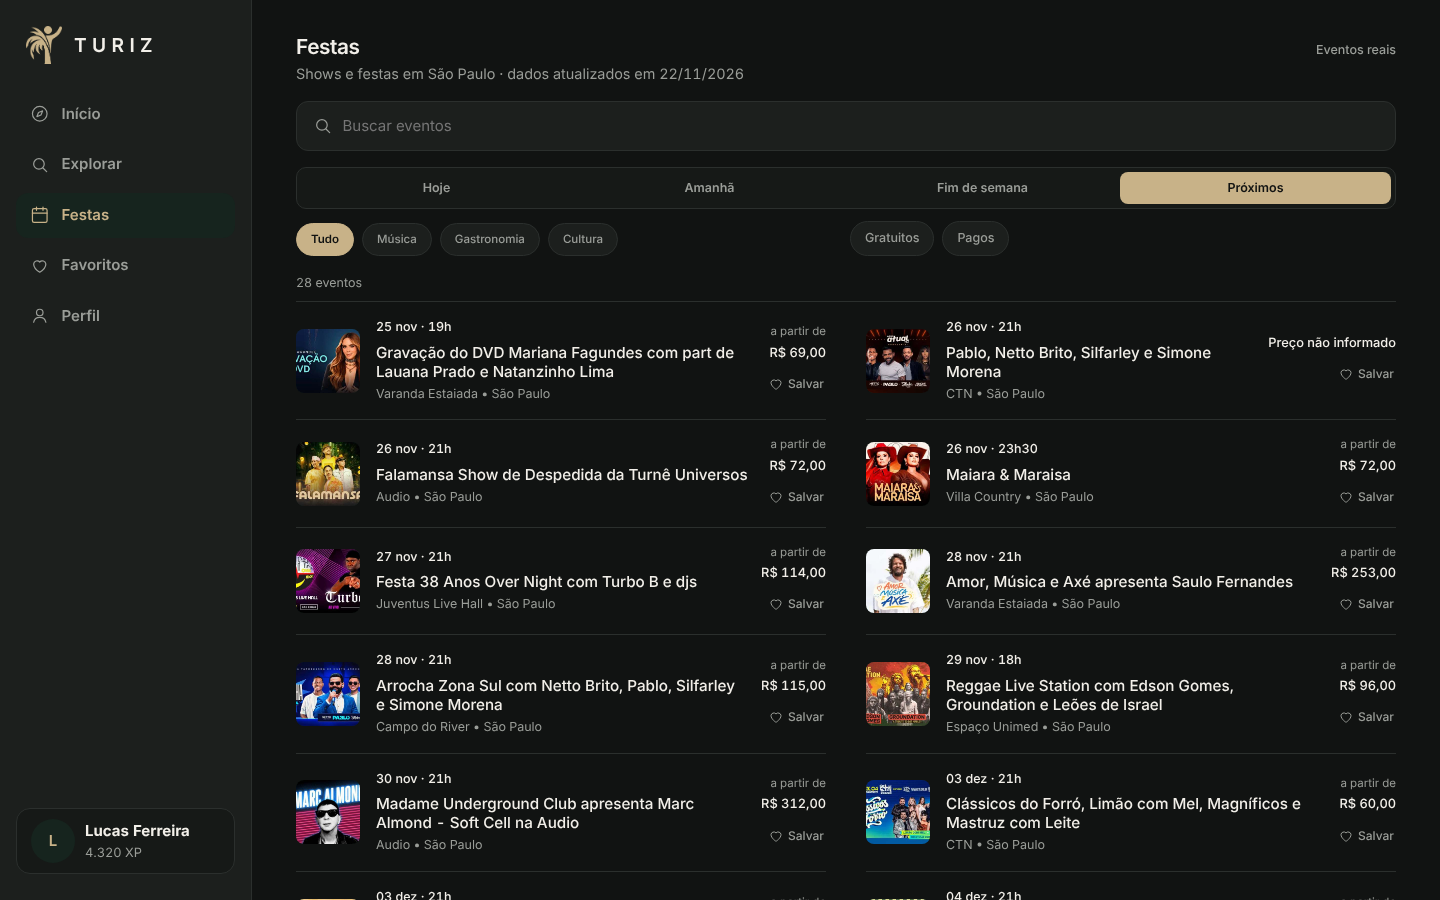 TURIZ
Início
Explorar
Festas
Favoritos
Perfil
L
Lucas Ferreira
4.320 XP
Festas
Eventos reais
Shows e festas em São Paulo · dados atualizados em 22/11/2026
Buscar eventos
Hoje
Amanhã
Fim de semana
Próximos
Tudo
Música
Gastronomia
Cultura
Gratuitos
Pagos
28 eventos
25 nov · 19h
Gravação do DVD Mariana Fagundes com part de
Lauana Prado e Natanzinho Lima
Varanda Estaiada • São Paulo
a partir de
R$ 69,00
Salvar
26 nov · 21h
Pablo, Netto Brito, Silfarley e Simone
Morena
CTN • São Paulo
Preço não informado
Salvar
FALAMANSA
26 nov · 21h
Falamansa Show de Despedida da Turnê Universos
Audio • São Paulo
a partir de
R$ 72,00
Salvar
MAIARA&
MARAISA
26 nov · 23h30
Maiara & Maraisa
Villa Country • São Paulo
a partir de
R$ 72,00
Salvar
27 nov · 21h
Festa 38 Anos Over Night com Turbo B e djs
Juventus Live Hall • São Paulo
a partir de
R$ 114,00
Salvar
AMOR
MÚSICA
AXÉ
28 nov · 21h
Amor, Música e Axé apresenta Saulo Fernandes
Varanda Estaiada • São Paulo
a partir de
R$ 253,00
Salvar
28 nov · 21h
Arrocha Zona Sul com Netto Brito, Pablo, Silfarley
e Simone Morena
Campo do River • São Paulo
a partir de
R$ 115,00
Salvar
29 nov · 18h
Reggae Live Station com Edson Gomes,
Groundation e Leões de Israel
Espaço Unimed • São Paulo
a partir de
R$ 96,00
Salvar
MARC ALMON
30 nov · 21h
Madame Underground Club apresenta Marc
Almond - Soft Cell na Audio
Audio • São Paulo
a partir de
R$ 312,00
Salvar
03 dez · 21h
Clássicos do Forró, Limão com Mel, Magníficos e
Mastruz com Leite
CTN • São Paulo
a partir de
R$ 60,00
Salvar
03 dez · 21h
04 dez · 21h